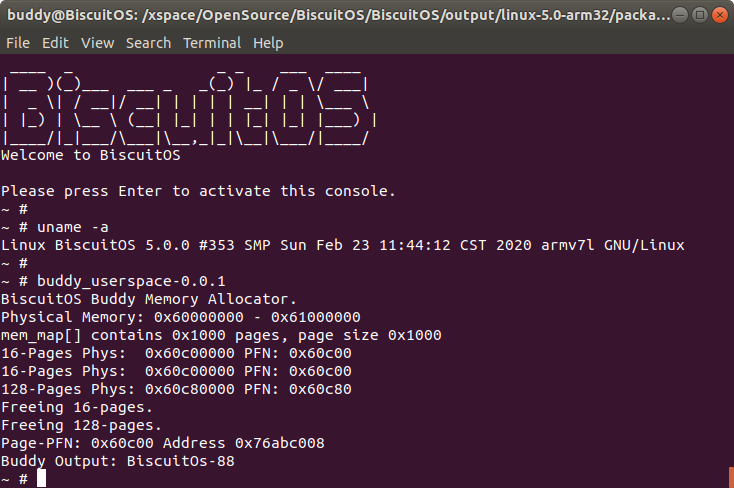 buddy@BiscuitOS: /xspace/OpenSource/BiscuitOS/BiscuitOS/output/linux-5.0-arm32/packa...
File Edit View Search Terminal Help
BiscuitOS
Welcome to BiscuitOS
Please press Enter to activate this console.
~ #
~ # uname -a
Linux BiscuitOS 5.0.0 #353 SMP Sun Feb 23 11:44:12 CST 2020 armv7l GNU/Linux
~ #
~ # buddy_userspace-0.0.1
BiscuitOS Buddy Memory Allocator.
Physical Memory: 0x60000000 - 0x61000000
mem_map[] contains 0x1000 pages, page size 0x1000
16-Pages Phys:  0x60c00000 PFN: 0x60c00
16-Pages Phys:  0x60c00000 PFN: 0x60c00
128-Pages Phys: 0x60c80000 PFN: 0x60c80
Freeing 16-pages.
Freeing 128-pages.
Page-PFN: 0x60c00 Address 0x76abc008
Buddy Output: BiscuitOs-88
~ #